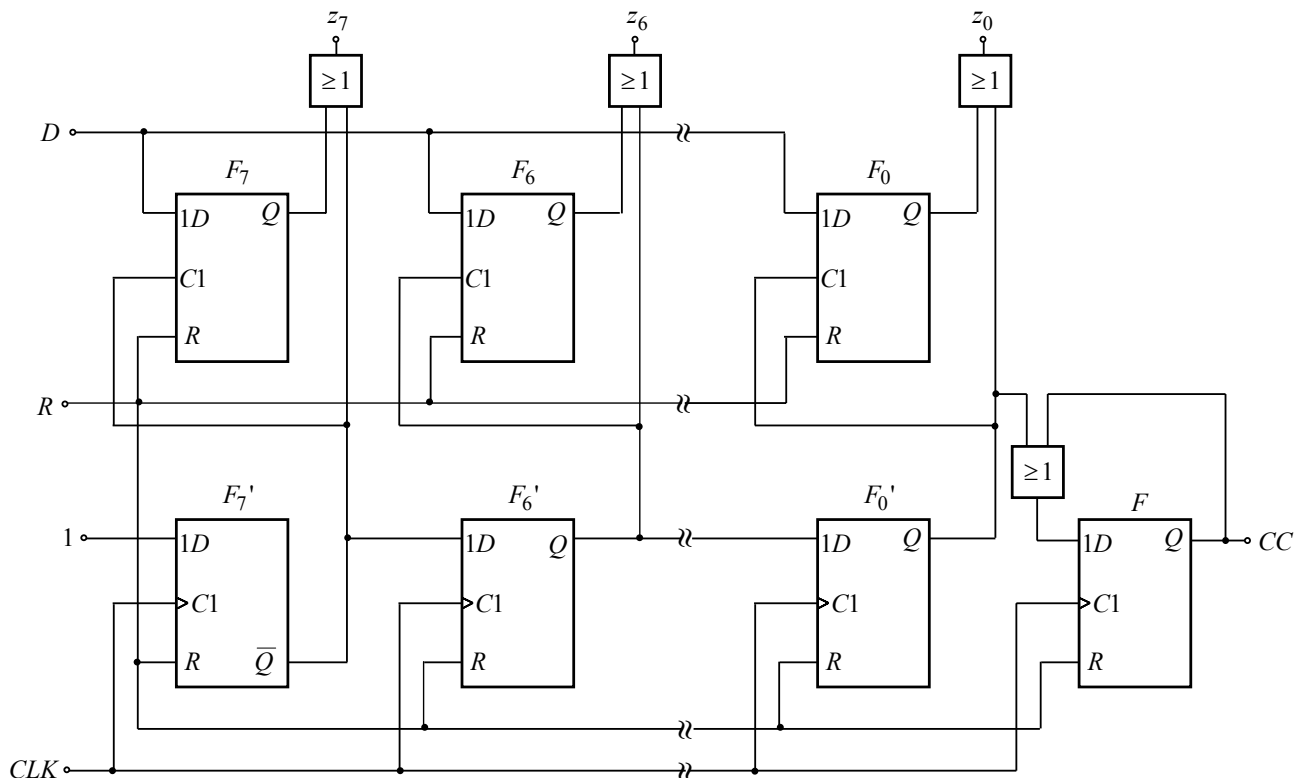 z₇ z₆ z₀
≥1 ≥1 ≥1
D
F₇ F₆ F₀
1D Q 1D Q 1D Q
C1 C1 C1
R R R
R
≥1
F₇' F₆' F₀' F
1 1D 1D Q 1D Q 1D Q CC
C1 C1 C1 C1
R Q̅ R R R
CLK